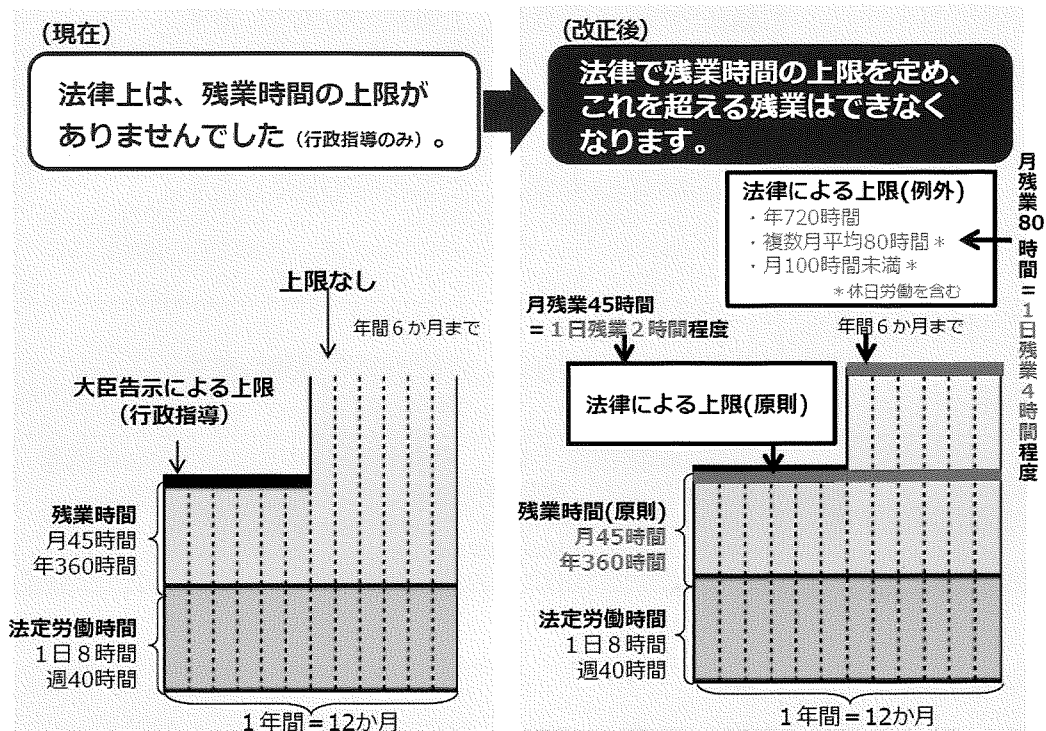 (現在)
法律上は、残業時間の上限が
ありませんでした（行政指導のみ）。
上限なし
年間６か月まで
大臣告示による上限
（行政指導）
残業時間
月45時間
年360時間
法定労働時間
１日８時間
週40時間
１年間＝12か月
(改正後)
法律で残業時間の上限を定め、
これを超える残業はできなく
なります。
法律による上限(例外)
・年720時間
・複数月平均80時間＊
・月100時間未満＊
＊休日労働を含む
月残業80時間＝１日残業４時間程度
月残業45時間
＝１日残業２時間程度
年間６か月まで
法律による上限(原則)
残業時間(原則)
月45時間
年360時間
法定労働時間
１日８時間
週40時間
１年間＝12か月